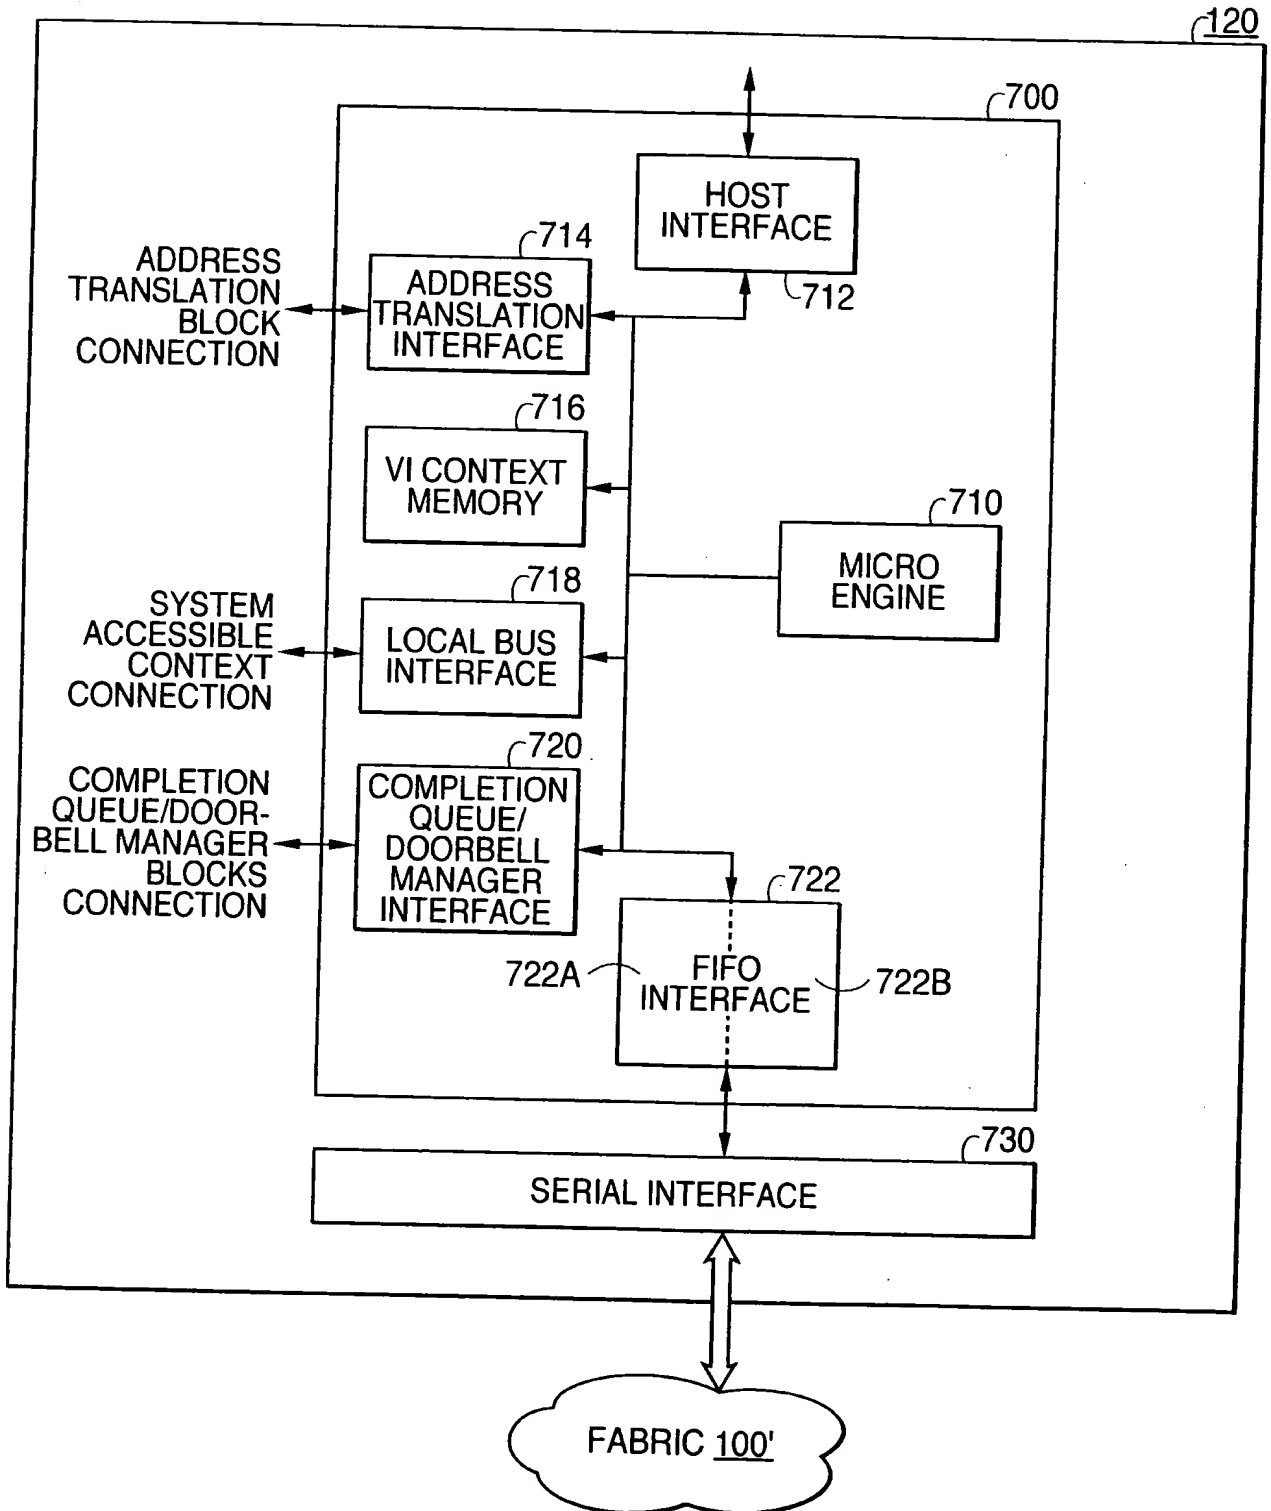 120
700
HOST
INTERFACE
712
714
ADDRESS
TRANSLATION
BLOCK
CONNECTION
ADDRESS
TRANSLATION
INTERFACE
716
VI CONTEXT
MEMORY
710
MICRO
ENGINE
718
SYSTEM
ACCESSIBLE
CONTEXT
CONNECTION
LOCAL BUS
INTERFACE
720
COMPLETION
QUEUE/DOOR-
BELL MANAGER
BLOCKS
CONNECTION
COMPLETION
QUEUE/
DOORBELL
MANAGER
INTERFACE
722
722A
FIFO
INTERFACE
722B
730
SERIAL INTERFACE
FABRIC 100'